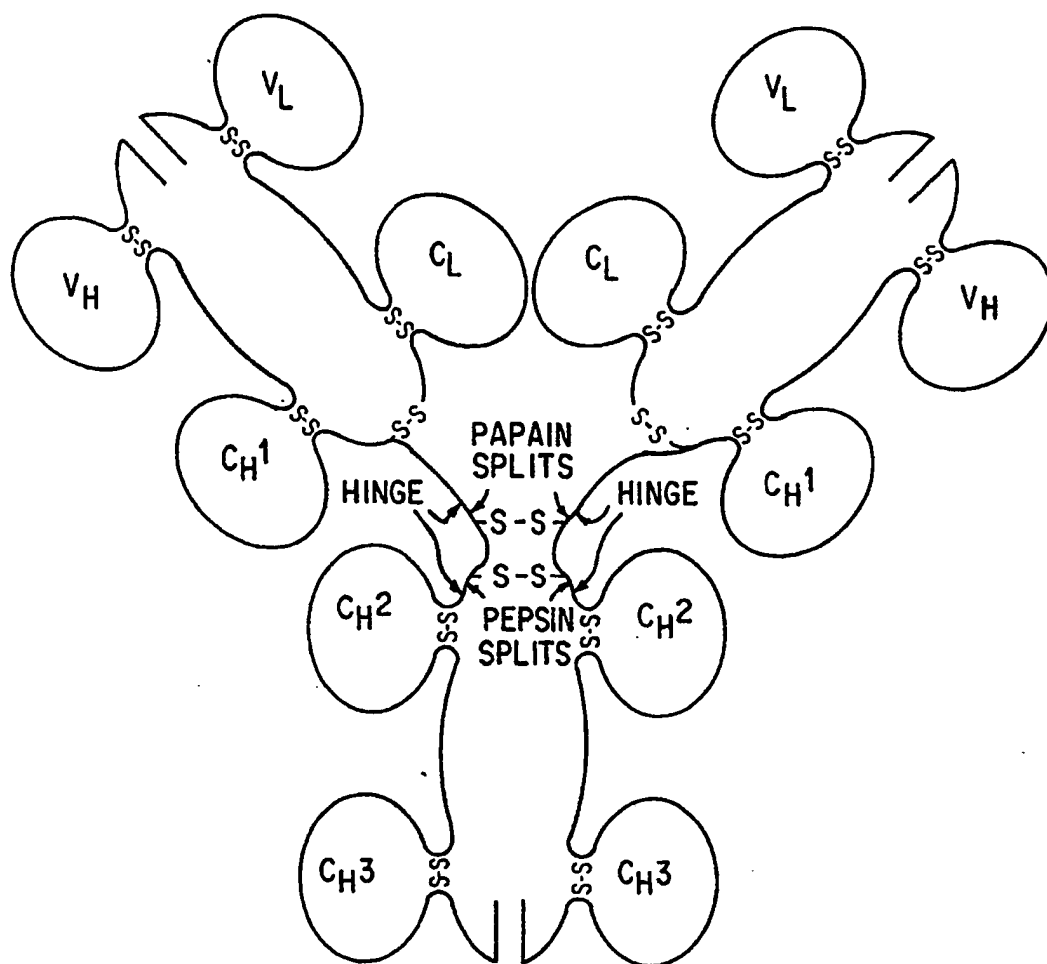 VL
VL
S-S
S-S
VH
S-S
CL
CL
S-S
VH
S-S
S-S
CH1
S-S
S-S
PAPAIN
SPLITS
S-S
S-S
CH1
HINGE
HINGE
S-S
S-S
CH2
S-S
PEPSIN
SPLITS
S-S
CH2
CH3
S-S
S-S
CH3